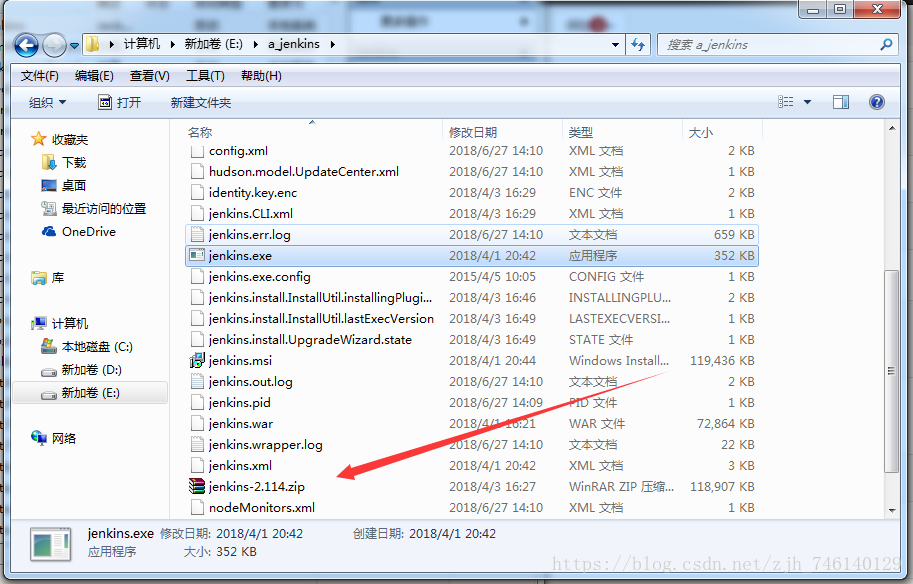 计算机 新加卷 (E:) a_jenkins 搜索 a_jenkins
文件(F) 编辑(E) 查看(V) 工具(T) 帮助(H)
组织 打开 新建文件夹
名称 修改日期 类型 大小
收藏夹
下载
桌面
最近访问的位置
OneDrive
库
计算机
本地磁盘 (C:)
新加卷 (D:)
新加卷 (E:)
网络
config.xml 2018/6/27 14:10 XML 文档 2 KB
hudson.model.UpdateCenter.xml 2018/6/27 14:10 XML 文档 1 KB
identity.key.enc 2018/4/3 16:29 ENC 文件 2 KB
jenkins.CLI.xml 2018/4/3 16:29 XML 文档 1 KB
jenkins.err.log 2018/6/27 14:10 文本文档 659 KB
jenkins.exe 2018/4/1 20:42 应用程序 352 KB
jenkins.exe.config 2015/4/5 10:05 CONFIG 文件 1 KB
jenkins.install.InstallUtil.installingPlugi... 2018/4/3 16:46 INSTALLINGPLU... 2 KB
jenkins.install.InstallUtil.lastExecVersion 2018/4/3 16:49 LASTEXECVERSI... 1 KB
jenkins.install.UpgradeWizard.state 2018/4/3 16:49 STATE 文件 1 KB
jenkins.msi 2018/4/1 20:44 Windows Install... 119,436 KB
jenkins.out.log 2018/6/27 14:10 文本文档 2 KB
jenkins.pid 2018/6/27 14:09 PID 文件 1 KB
jenkins.war 2018/4/1 16:21 WAR 文件 72,864 KB
jenkins.wrapper.log 2018/6/27 14:10 文本文档 22 KB
jenkins.xml 2018/4/1 20:42 XML 文档 3 KB
jenkins-2.114.zip 2018/4/3 16:27 WinRAR ZIP 压缩... 118,907 KB
nodeMonitors.xml 2018/6/27 14:10 XML 文档 1 KB
jenkins.exe 修改日期: 2018/4/1 20:42 创建日期: 2018/4/1 20:42
应用程序 大小: 352 KB
https://blog.csdn.net/zjh_746140129